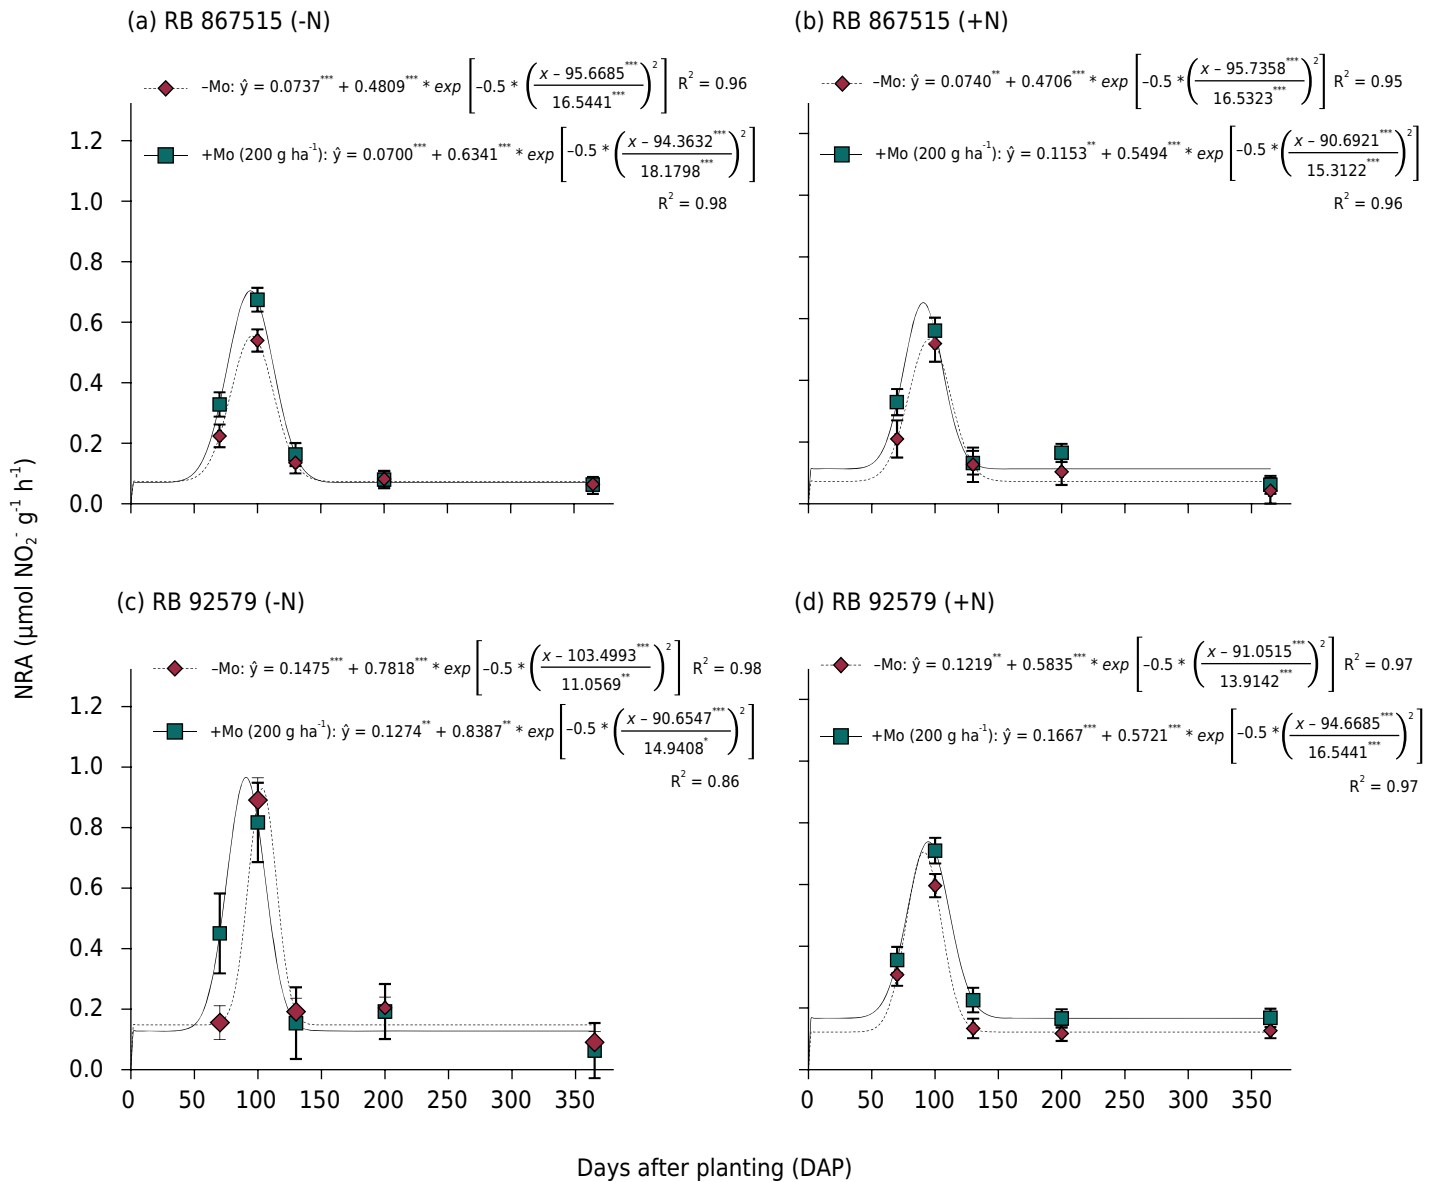 (a) RB 867515 (-N)
–Mo: ŷ = 0.0737*** + 0.4809*** * exp [–0.5 * (x – 95.6685*** / 16.5441***)²] R² = 0.96
+Mo (200 g ha⁻¹): ŷ = 0.0700*** + 0.6341*** * exp [–0.5 * (x – 94.3632*** / 18.1798***)²]
R² = 0.98
1.2
1.0
0.8
0.6
0.4
0.2
0.0
(b) RB 867515 (+N)
–Mo: ŷ = 0.0740** + 0.4706*** * exp [–0.5 * (x – 95.7358*** / 16.5323***)²] R² = 0.95
+Mo (200 g ha⁻¹): ŷ = 0.1153** + 0.5494*** * exp [–0.5 * (x – 90.6921*** / 15.3122***)²]
R² = 0.96
NRA (µmol NO₂⁻ g⁻¹ h⁻¹)
(c) RB 92579 (-N)
–Mo: ŷ = 0.1475*** + 0.7818*** * exp [–0.5 * (x – 103.4993*** / 11.0569**)²] R² = 0.98
+Mo (200 g ha⁻¹): ŷ = 0.1274** + 0.8387** * exp [–0.5 * (x – 90.6547*** / 14.9408*)²]
R² = 0.86
1.2
1.0
0.8
0.6
0.4
0.2
0.0
0 50 100 150 200 250 300 350
(d) RB 92579 (+N)
–Mo: ŷ = 0.1219** + 0.5835*** * exp [–0.5 * (x – 91.0515*** / 13.9142***)²] R² = 0.97
+Mo (200 g ha⁻¹): ŷ = 0.1667*** + 0.5721*** * exp [–0.5 * (x – 94.6685*** / 16.5441***)²]
R² = 0.97
0 50 100 150 200 250 300 350
Days after planting (DAP)